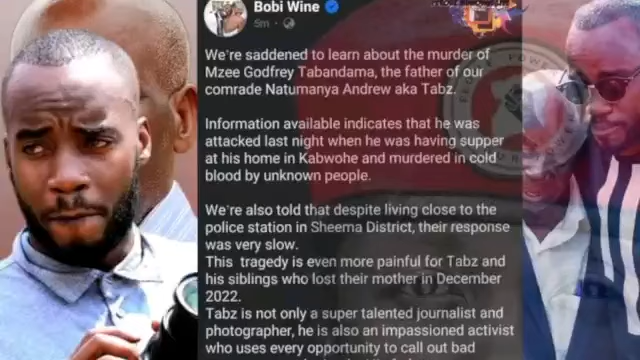 Bobi Wine
5m
We're saddened to learn about the murder of
Mzee Godfrey Tabandama, the father of our
comrade Natumanya Andrew aka Tabz.
Information available indicates that he was
attacked last night when he was having supper
at his home in Kabwohe and murdered in cold
blood by unknown people.
We're also told that despite living close to the
police station in Sheema District, their response
was very slow.
This tragedy is even more painful for Tabz and
his siblings who lost their mother in December
2022.
Tabz is not only a super talented journalist and
photographer, he is also an impassioned activist
who uses every opportunity to call out bad